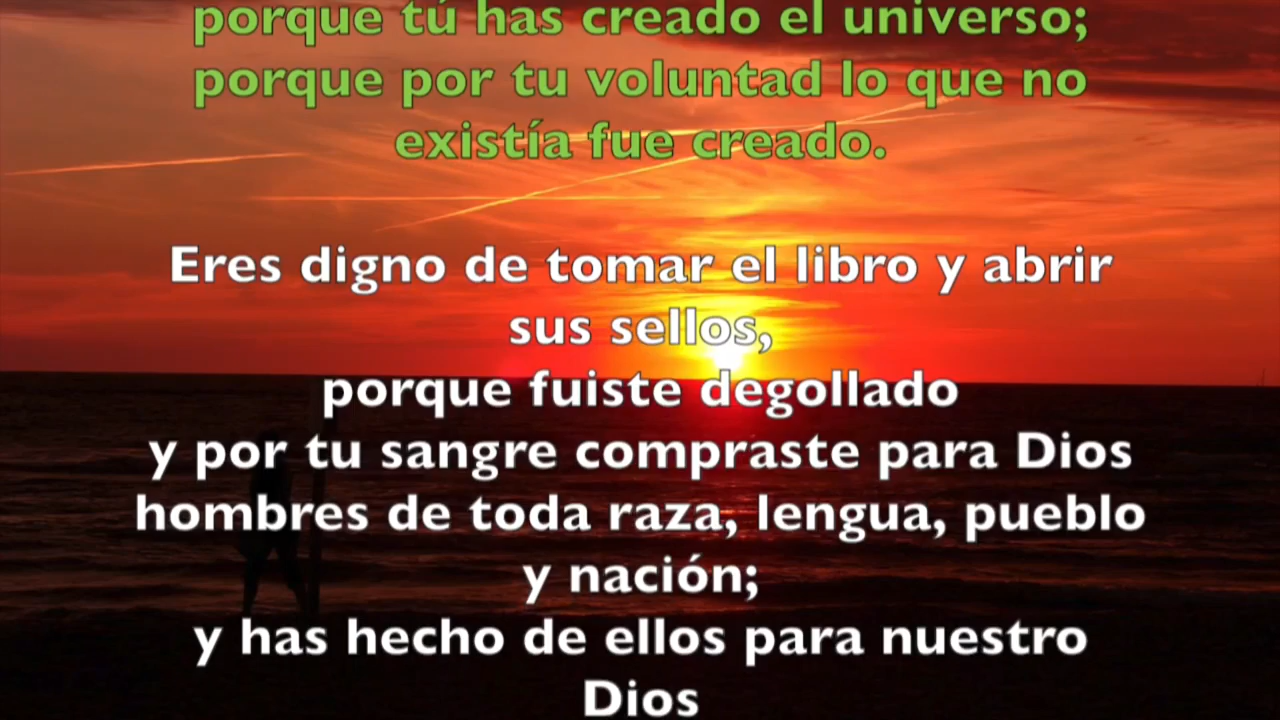 porque tú has creado el universo;
porque por tu voluntad lo que no
existía fue creado.
Eres digno de tomar el libro y abrir
sus sellos,
porque fuiste degollado
y por tu sangre compraste para Dios
hombres de toda raza, lengua, pueblo
y nación;
y has hecho de ellos para nuestro
Dios